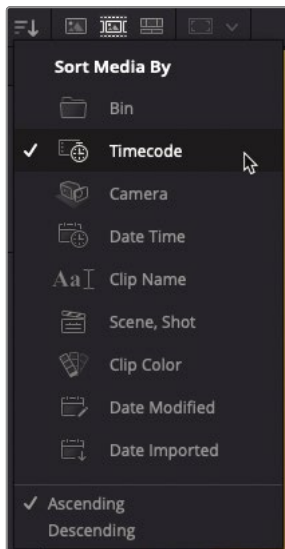 Sort Media By
Bin
Timecode
Camera
Date Time
Aa Clip Name
Scene, Shot
Clip Color
Date Modified
Date Imported
Ascending
Descending